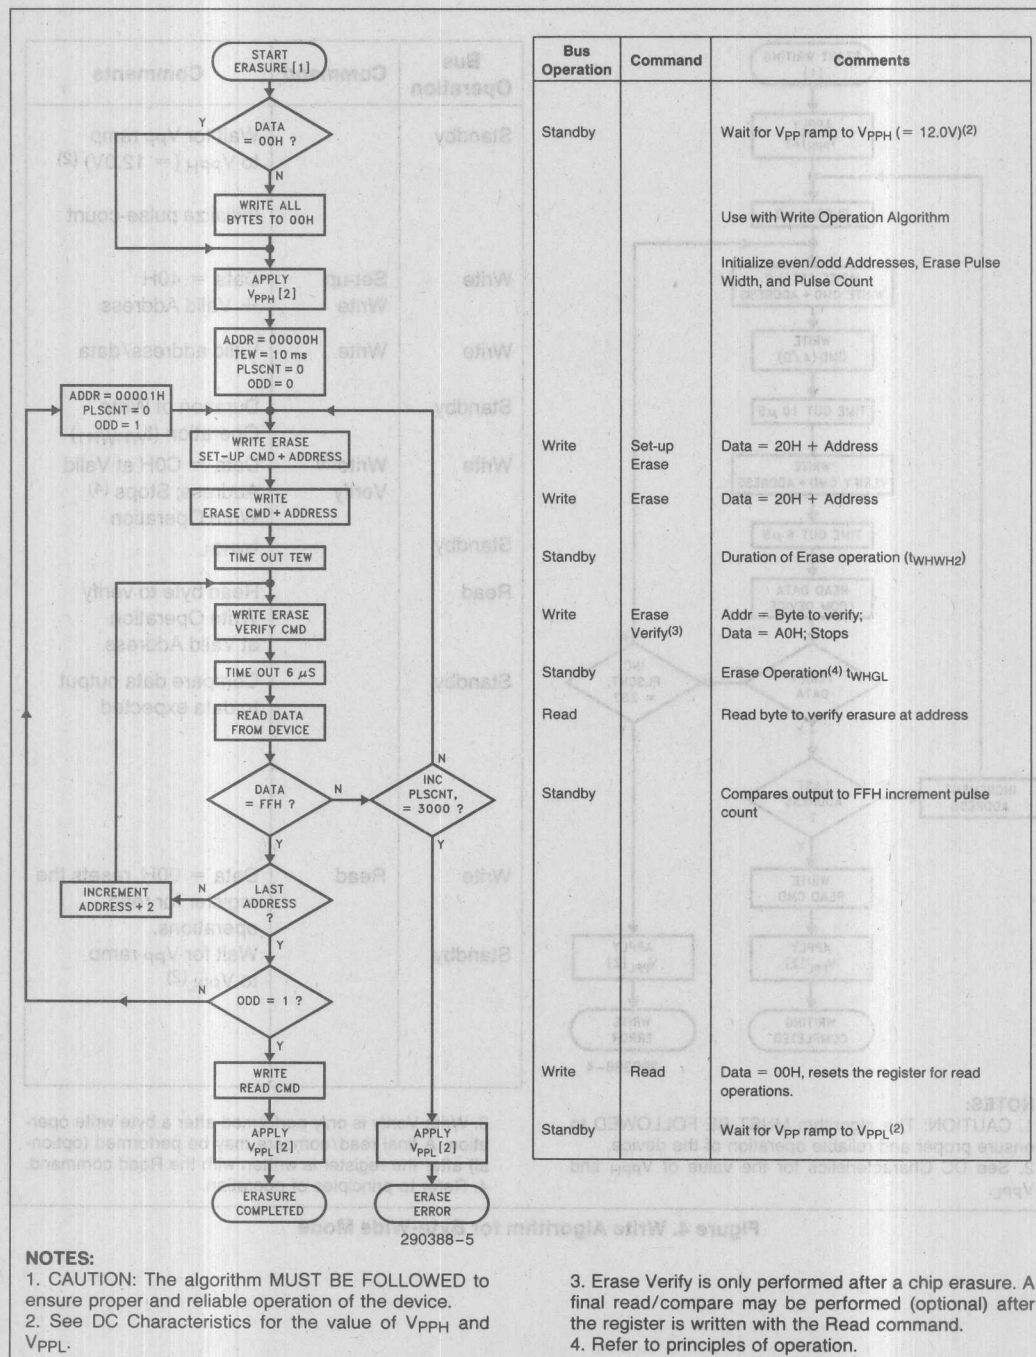 START
ERASURE [1]
Y
DATA
= 00H ?
N
WRITE ALL
BYTES TO 00H
APPLY
VPPH [2]
ADDR = 00000H
TEW = 10 ms
PLSCNT = 0
ODD = 0
ADDR = 00001H
PLSCNT = 0
ODD = 1
WRITE ERASE
SET-UP CMD + ADDRESS
WRITE
ERASE CMD + ADDRESS
TIME OUT TEW
WRITE ERASE
VERIFY CMD
TIME OUT 6 μS
READ DATA
FROM DEVICE
DATA
= FFH ?
N
Y
N
INC
PLSCNT,
= 3000 ?
Y
INCREMENT
ADDRESS + 2
N
LAST
ADDRESS
?
Y
N
ODD = 1 ?
Y
WRITE
READ CMD
APPLY
VPPL [2]
APPLY
VPPL [2]
ERASURE
COMPLETED
ERASE
ERROR
290388–5
Bus Operation Command Comments
Standby Wait for VPP ramp to VPPH (= 12.0V)(2)
Use with Write Operation Algorithm
Initialize even/odd Addresses, Erase Pulse
Width, and Pulse Count
Write Set-up Data = 20H + Address
Erase
Write Erase Data = 20H + Address
Standby Duration of Erase operation (tWHWH2)
Write Erase Addr = Byte to verify;
Verify(3) Data = A0H; Stops
Standby Erase Operation(4) tWHGL
Read Read byte to verify erasure at address
Standby Compares output to FFH increment pulse
count
Write Read Data = 00H, resets the register for read
operations.
Standby Wait for VPP ramp to VPPL(2)
NOTES:
1. CAUTION: The algorithm MUST BE FOLLOWED to
ensure proper and reliable operation of the device.
2. See DC Characteristics for the value of VPPH and
VPPL.
3. Erase Verify is only performed after a chip erasure. A
final read/compare may be performed (optional) after
the register is written with the Read command.
4. Refer to principles of operation.